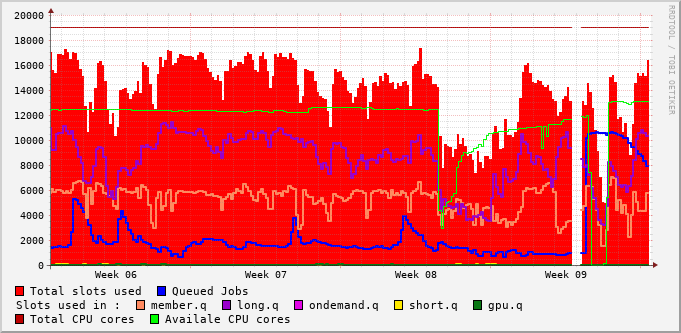 20000
18000
16000
14000
12000
10000
8000
6000
4000
2000
0
Week 06 Week 07 Week 08 Week 09
RRDTOOL / TOBI OETIKER
Total slots used Queued Jobs
Slots used in : member.q long.q ondemand.q short.q gpu.q
Total CPU cores Availale CPU cores